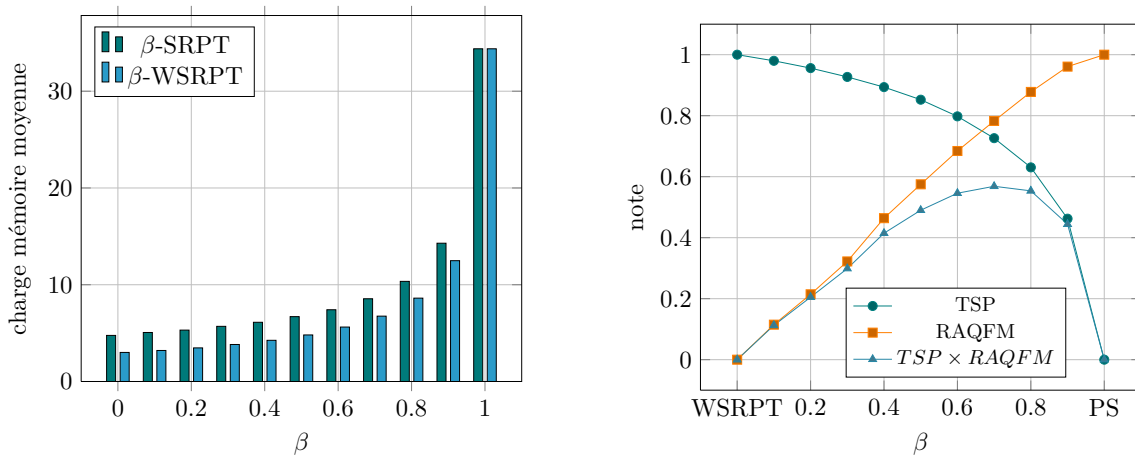 charge mémoire moyenne
30
20
10
0
0
0.2
0.4
0.6
0.8
1
β
β-SRPT
β-WSRPT
note
1
0.8
0.6
0.4
0.2
0
WSRPT
0.2
0.4
0.6
0.8
PS
β
TSP
RAQFM
TSP × RAQFM